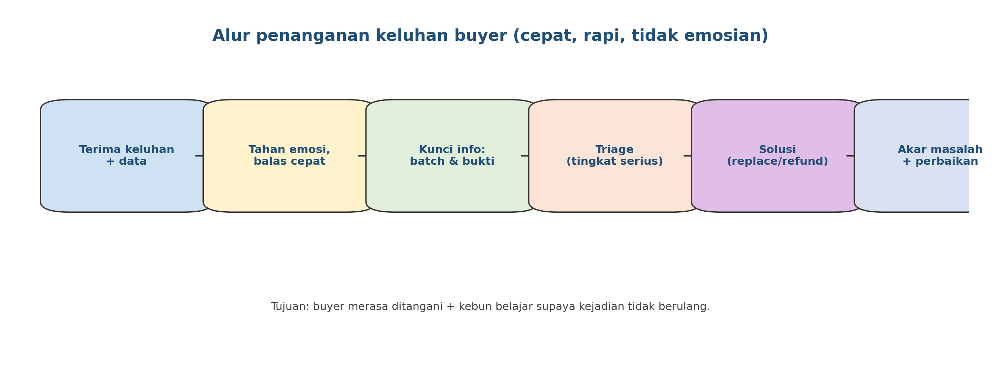 Alur penanganan keluhan buyer (cepat, rapi, tidak emosian)
Terima keluhan
+ data
Tahan emosi,
balas cepat
Kunci info:
batch & bukti
Triage
(tingkat serius)
Solusi
(replace/refund)
Akar masalah
+ perbaikan
Tujuan: buyer merasa ditangani + kebun belajar supaya kejadian tidak berulang.